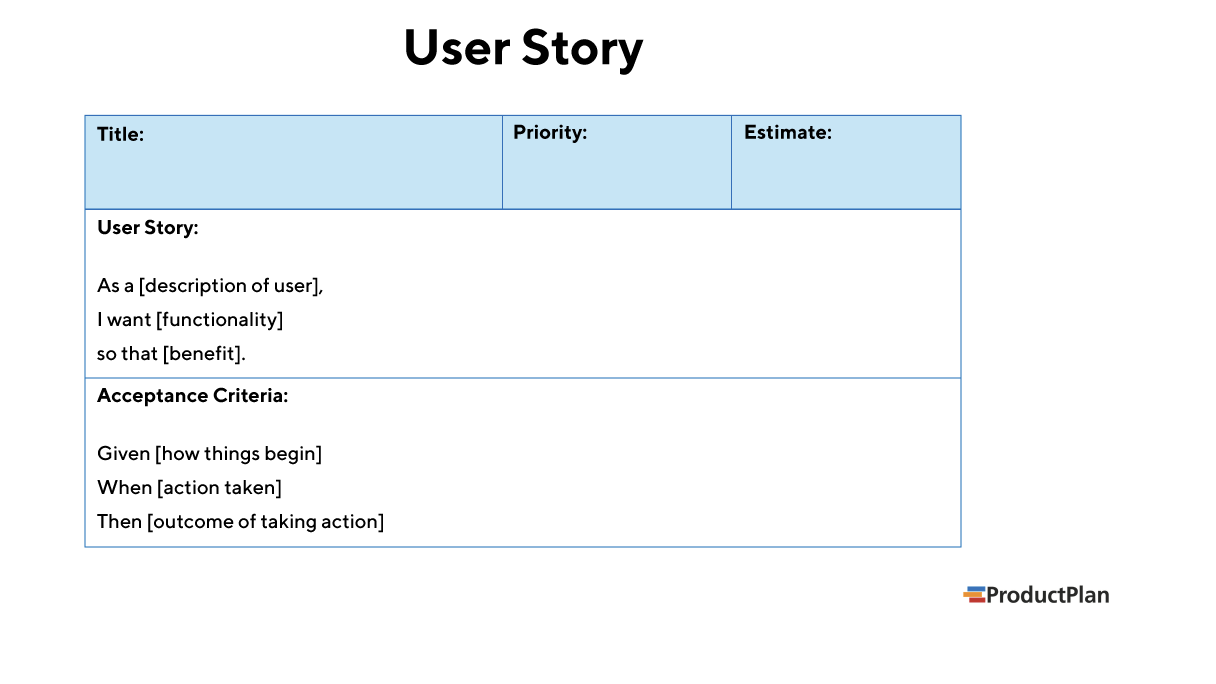 User Story
Title:
Priority:
Estimate:
User Story:
As a [description of user],
I want [functionality]
so that [benefit].
Acceptance Criteria:
Given [how things begin]
When [action taken]
Then [outcome of taking action]
ProductPlan